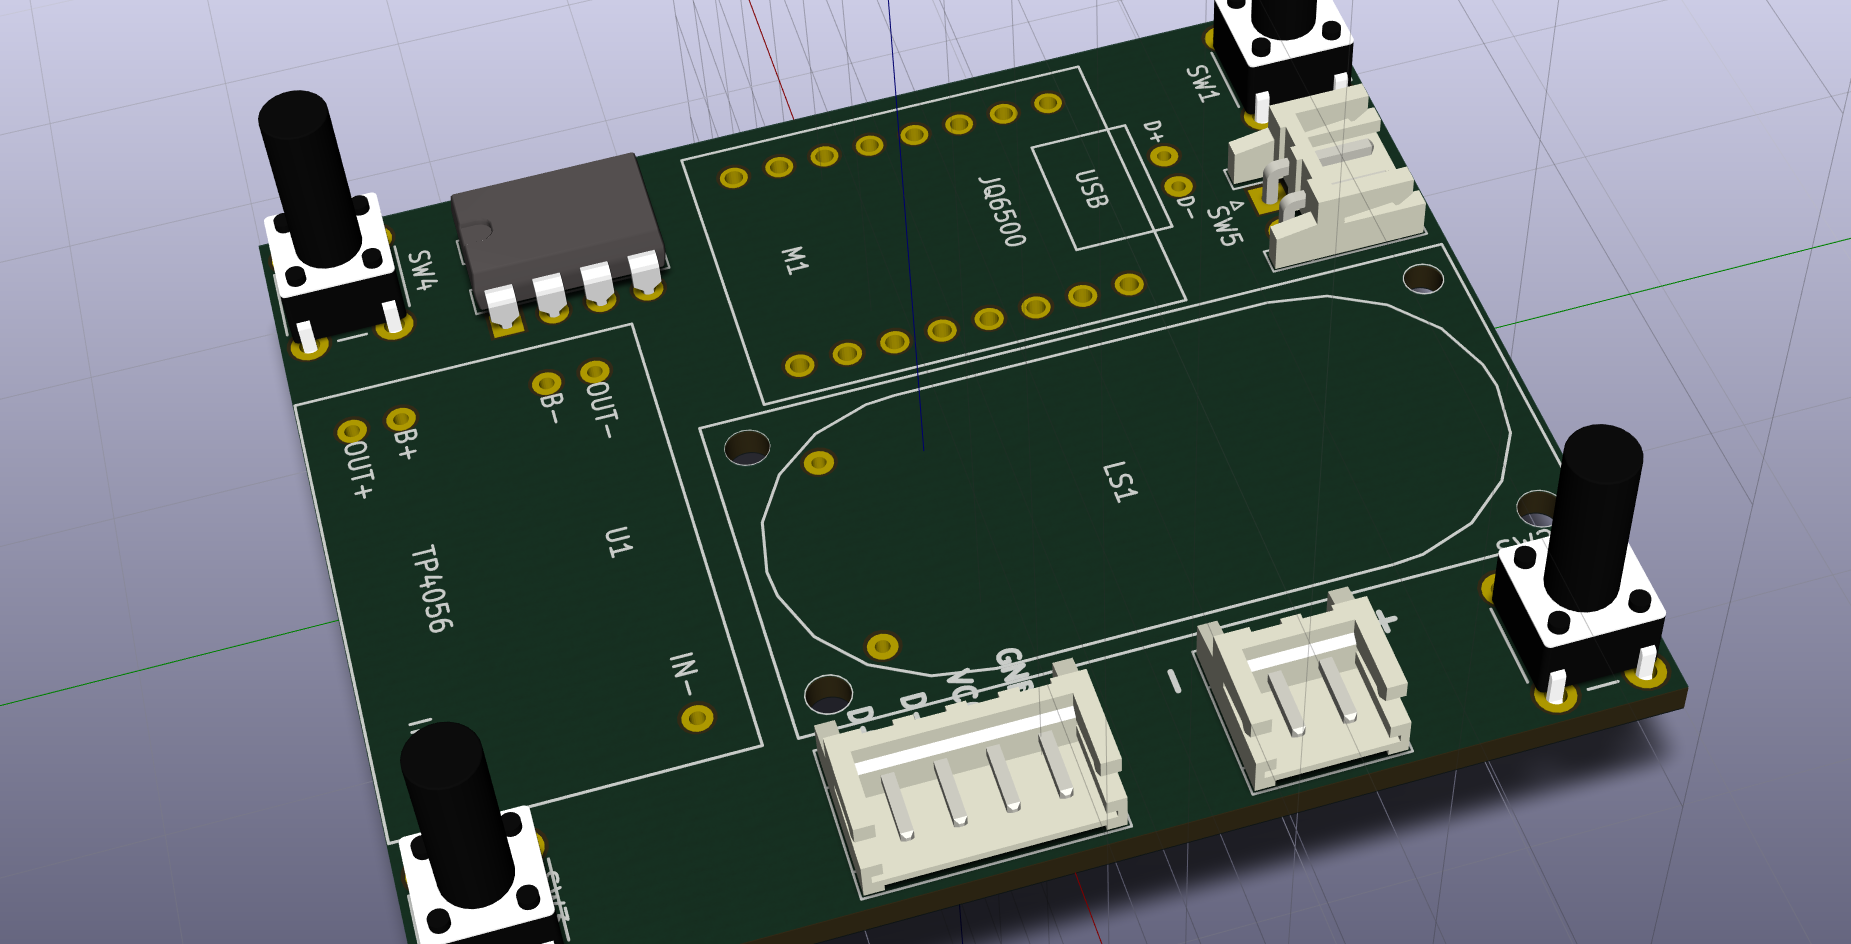 SW1
D+
D-
SW5
USB
JQ6500
M1
SW4
B-
OUT-
B+
OUT+
U1
TP4056
LS1
IN-
+
-